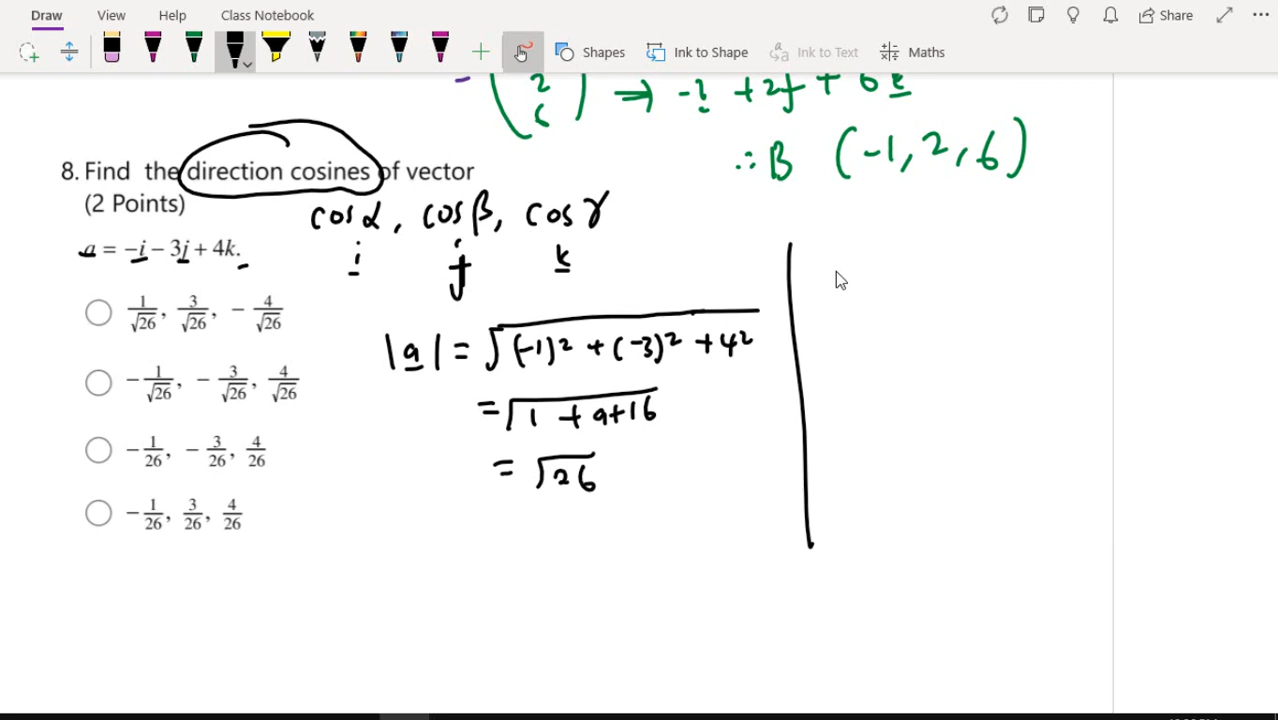 Draw View Help Class Notebook Share
Shapes Ink to Shape Ink to Text Maths
(2 6) → -i + 2j + 6k
∴ B (-1, 2, 6)
8. Find the direction cosines of vector
(2 Points)
cos α, cos β, cos γ
a = -i - 3j + 4k.
i j k
1/√26, 3/√26, - 4/√26
|a| = √((-1)² + (-3)² + 4²)
- 1/√26, - 3/√26, 4/√26
= √(1 + 9 + 16)
- 1/26, - 3/26, 4/26
= √26
- 1/26, 3/26, 4/26